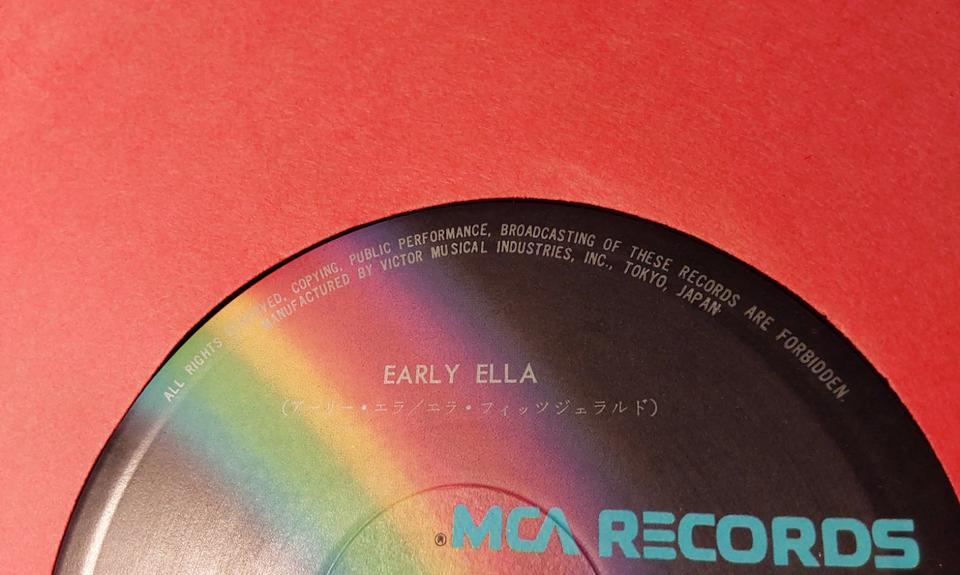 ALL RIGHTS RESERVED, COPYING, PUBLIC PERFORMANCE, BROADCASTING OF THESE RECORDS ARE FORBIDDEN.
MANUFACTURED BY VICTOR MUSICAL INDUSTRIES, INC., TOKYO, JAPAN
EARLY ELLA
(アーリー・エラ/エラ・フィッツジェラルド)
MCA RECORDS